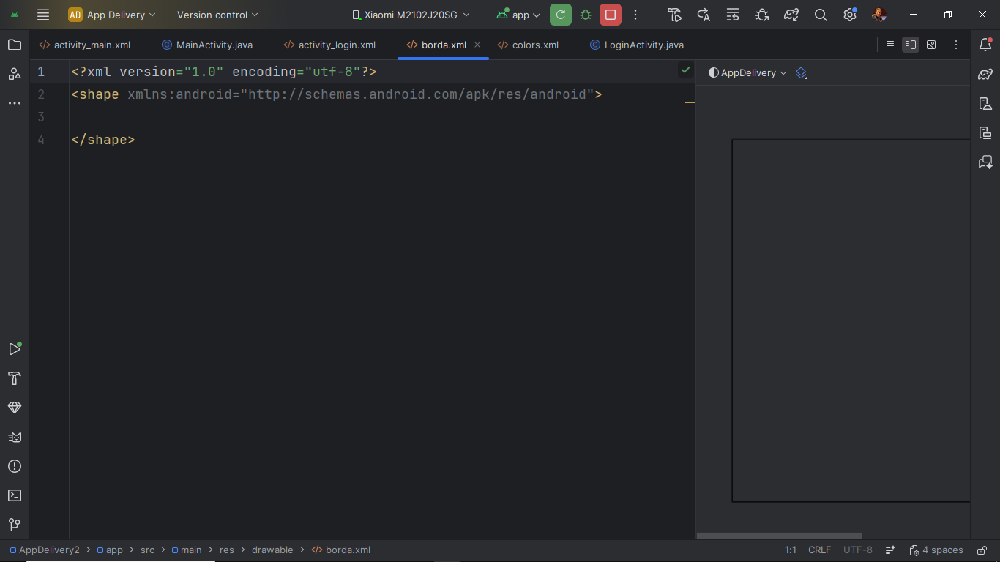 AD App Delivery Version control Xiaomi M2102J20SG app
activity_main.xml MainActivity.java activity_login.xml borda.xml colors.xml LoginActivity.java
1 <?xml version="1.0" encoding="utf-8"?>
2 <shape xmlns:android="http://schemas.android.com/apk/res/android">
3
4 </shape>
AppDelivery
AppDelivery2 > app > src > main > res > drawable > borda.xml 1:1 CRLF UTF-8 4 spaces